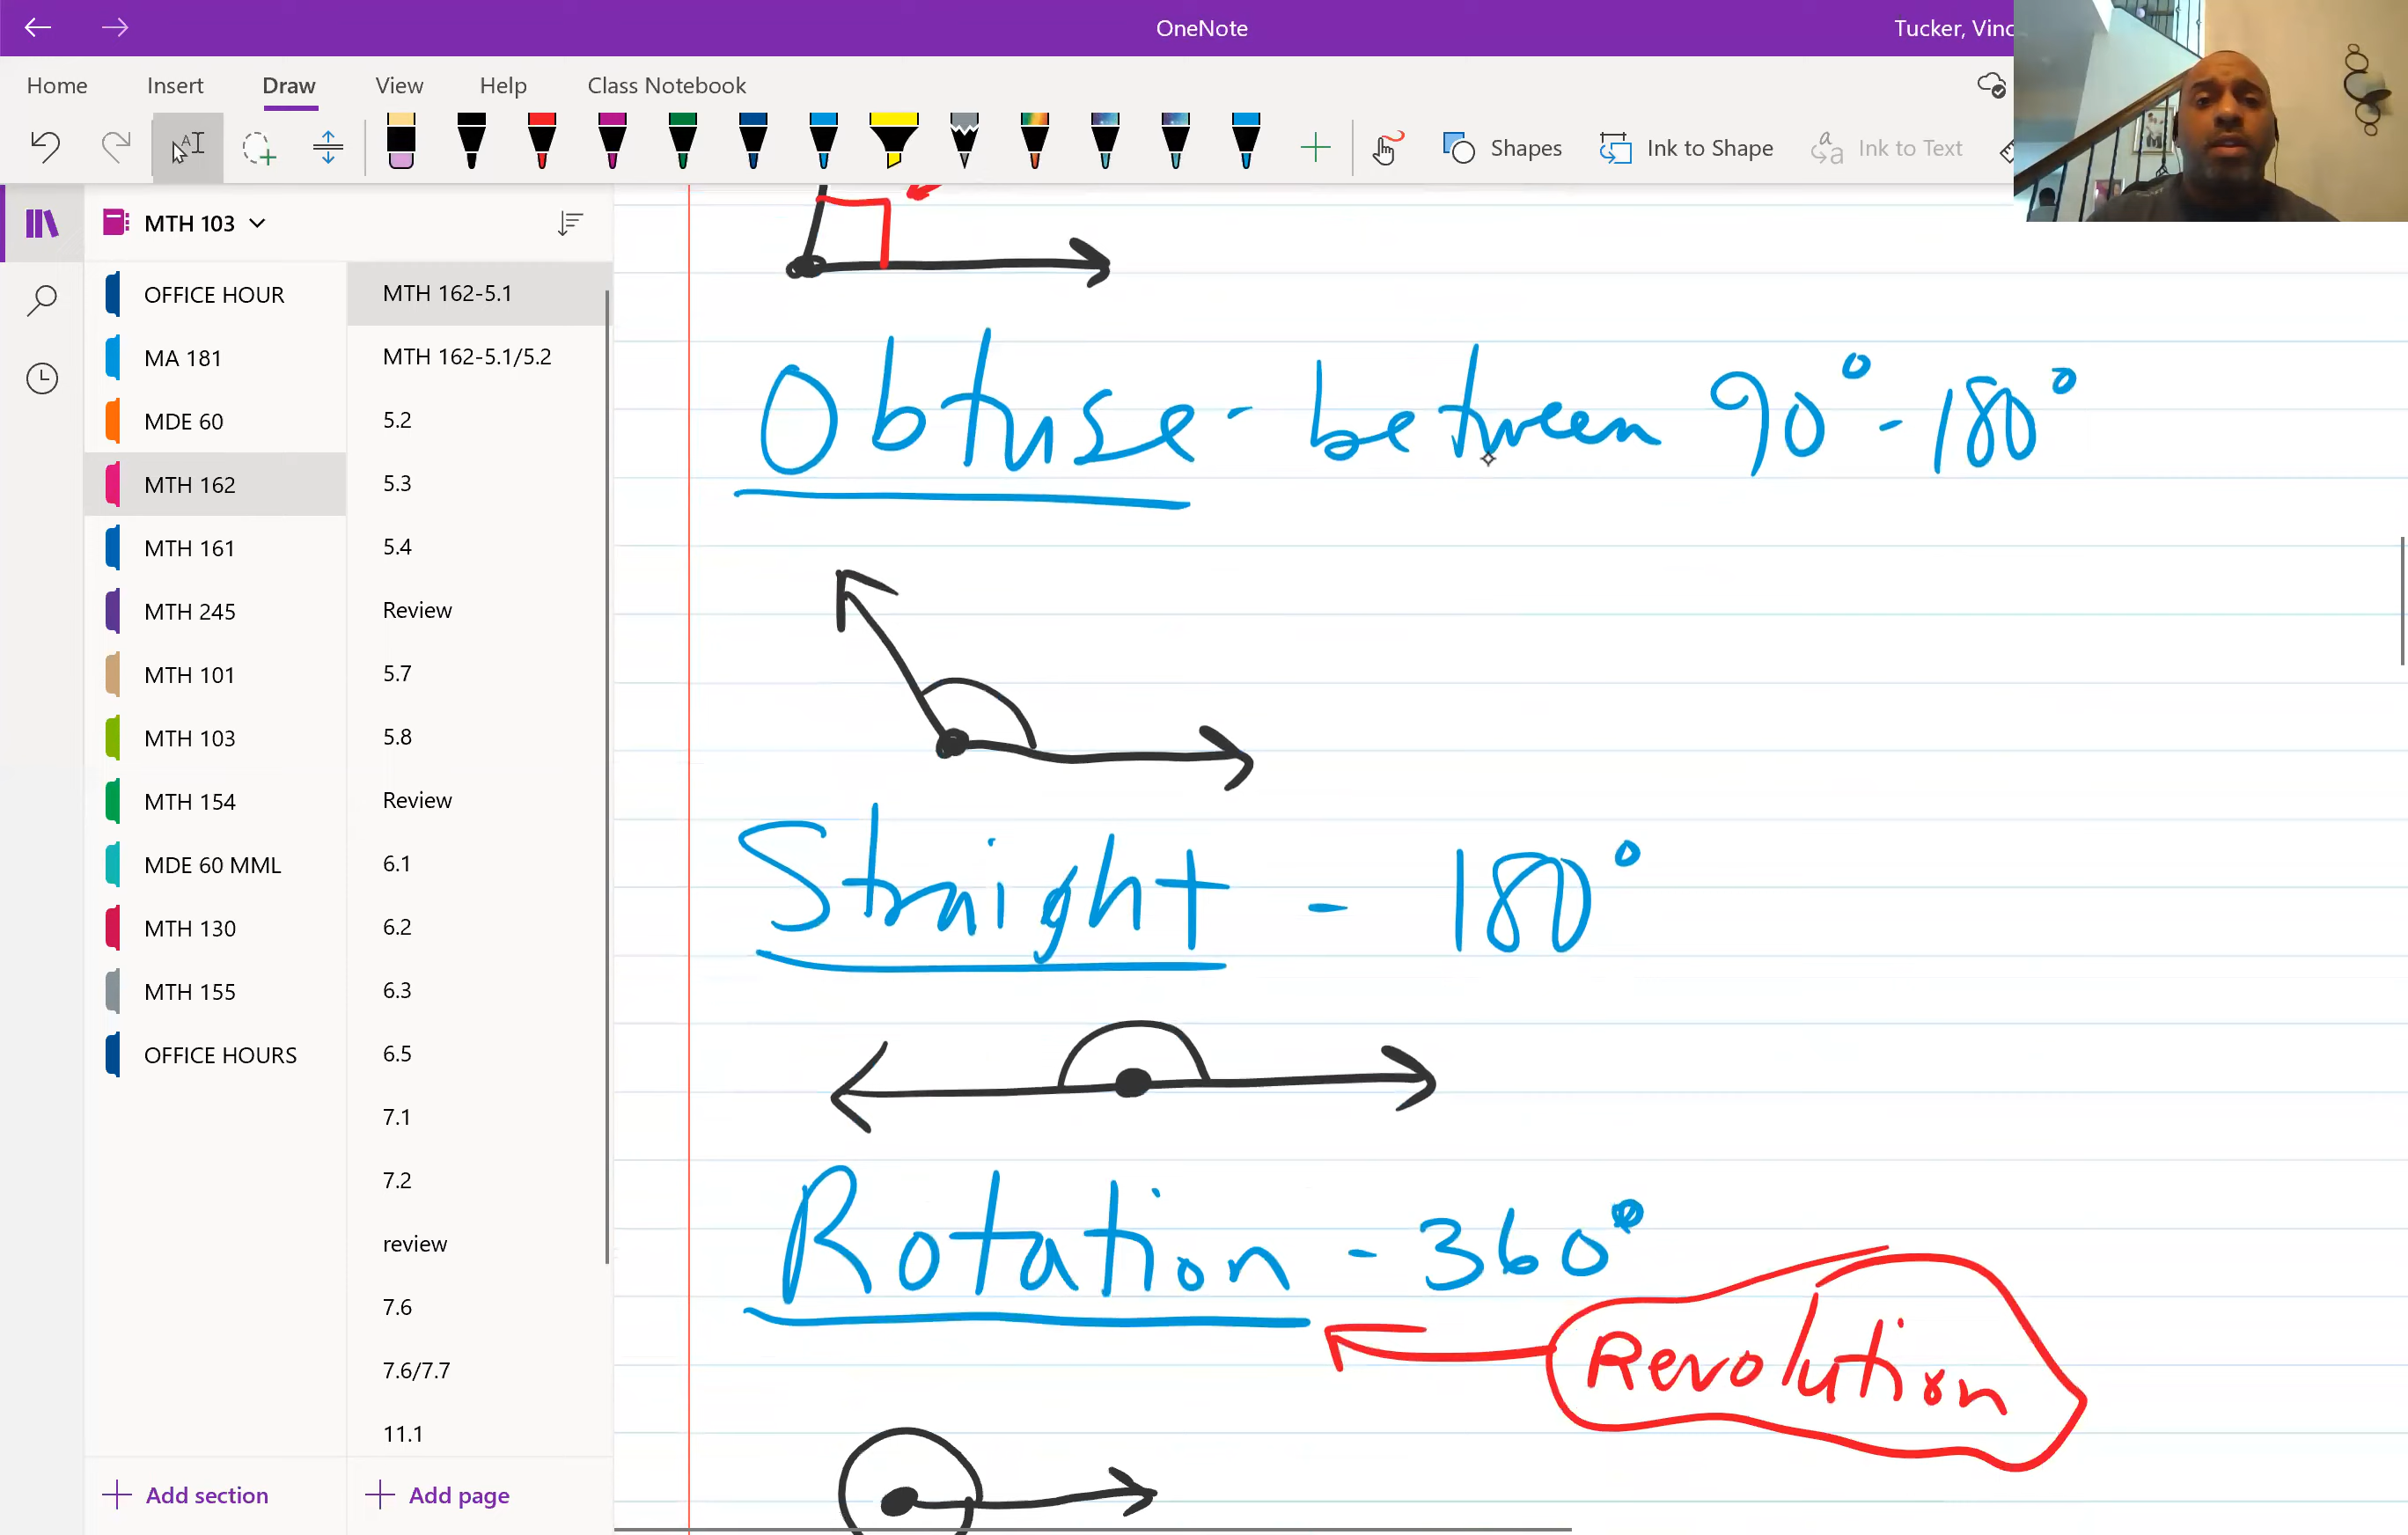 OneNote
Tucker, Vinc
Home Insert Draw View Help Class Notebook
Shapes Ink to Shape Ink to Text
MTH 103
OFFICE HOUR
MA 181
MDE 60
MTH 162
MTH 161
MTH 245
MTH 101
MTH 103
MTH 154
MDE 60 MML
MTH 130
MTH 155
OFFICE HOURS
Add section
MTH 162-5.1
MTH 162-5.1/5.2
5.2
5.3
5.4
Review
5.7
5.8
Review
6.1
6.2
6.3
6.5
7.1
7.2
review
7.6
7.6/7.7
11.1
Add page
Obtuse - between 90° - 180°
Straight - 180°
Rotation - 360°
Revolution